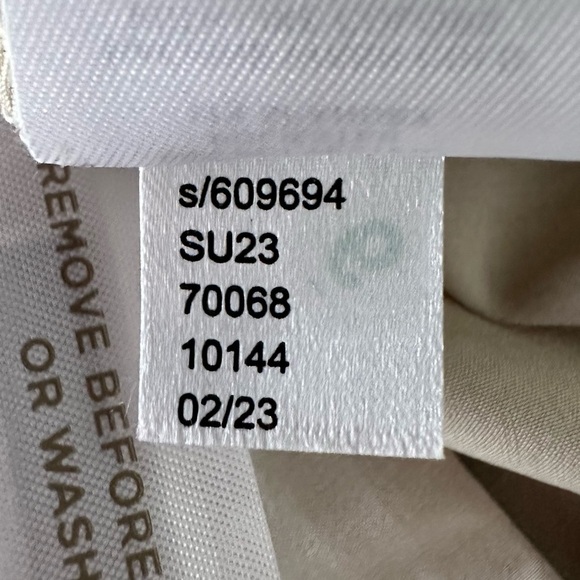 s/609694
SU23
70068
10144
02/23
REMOVE BEFORE
OR WASH